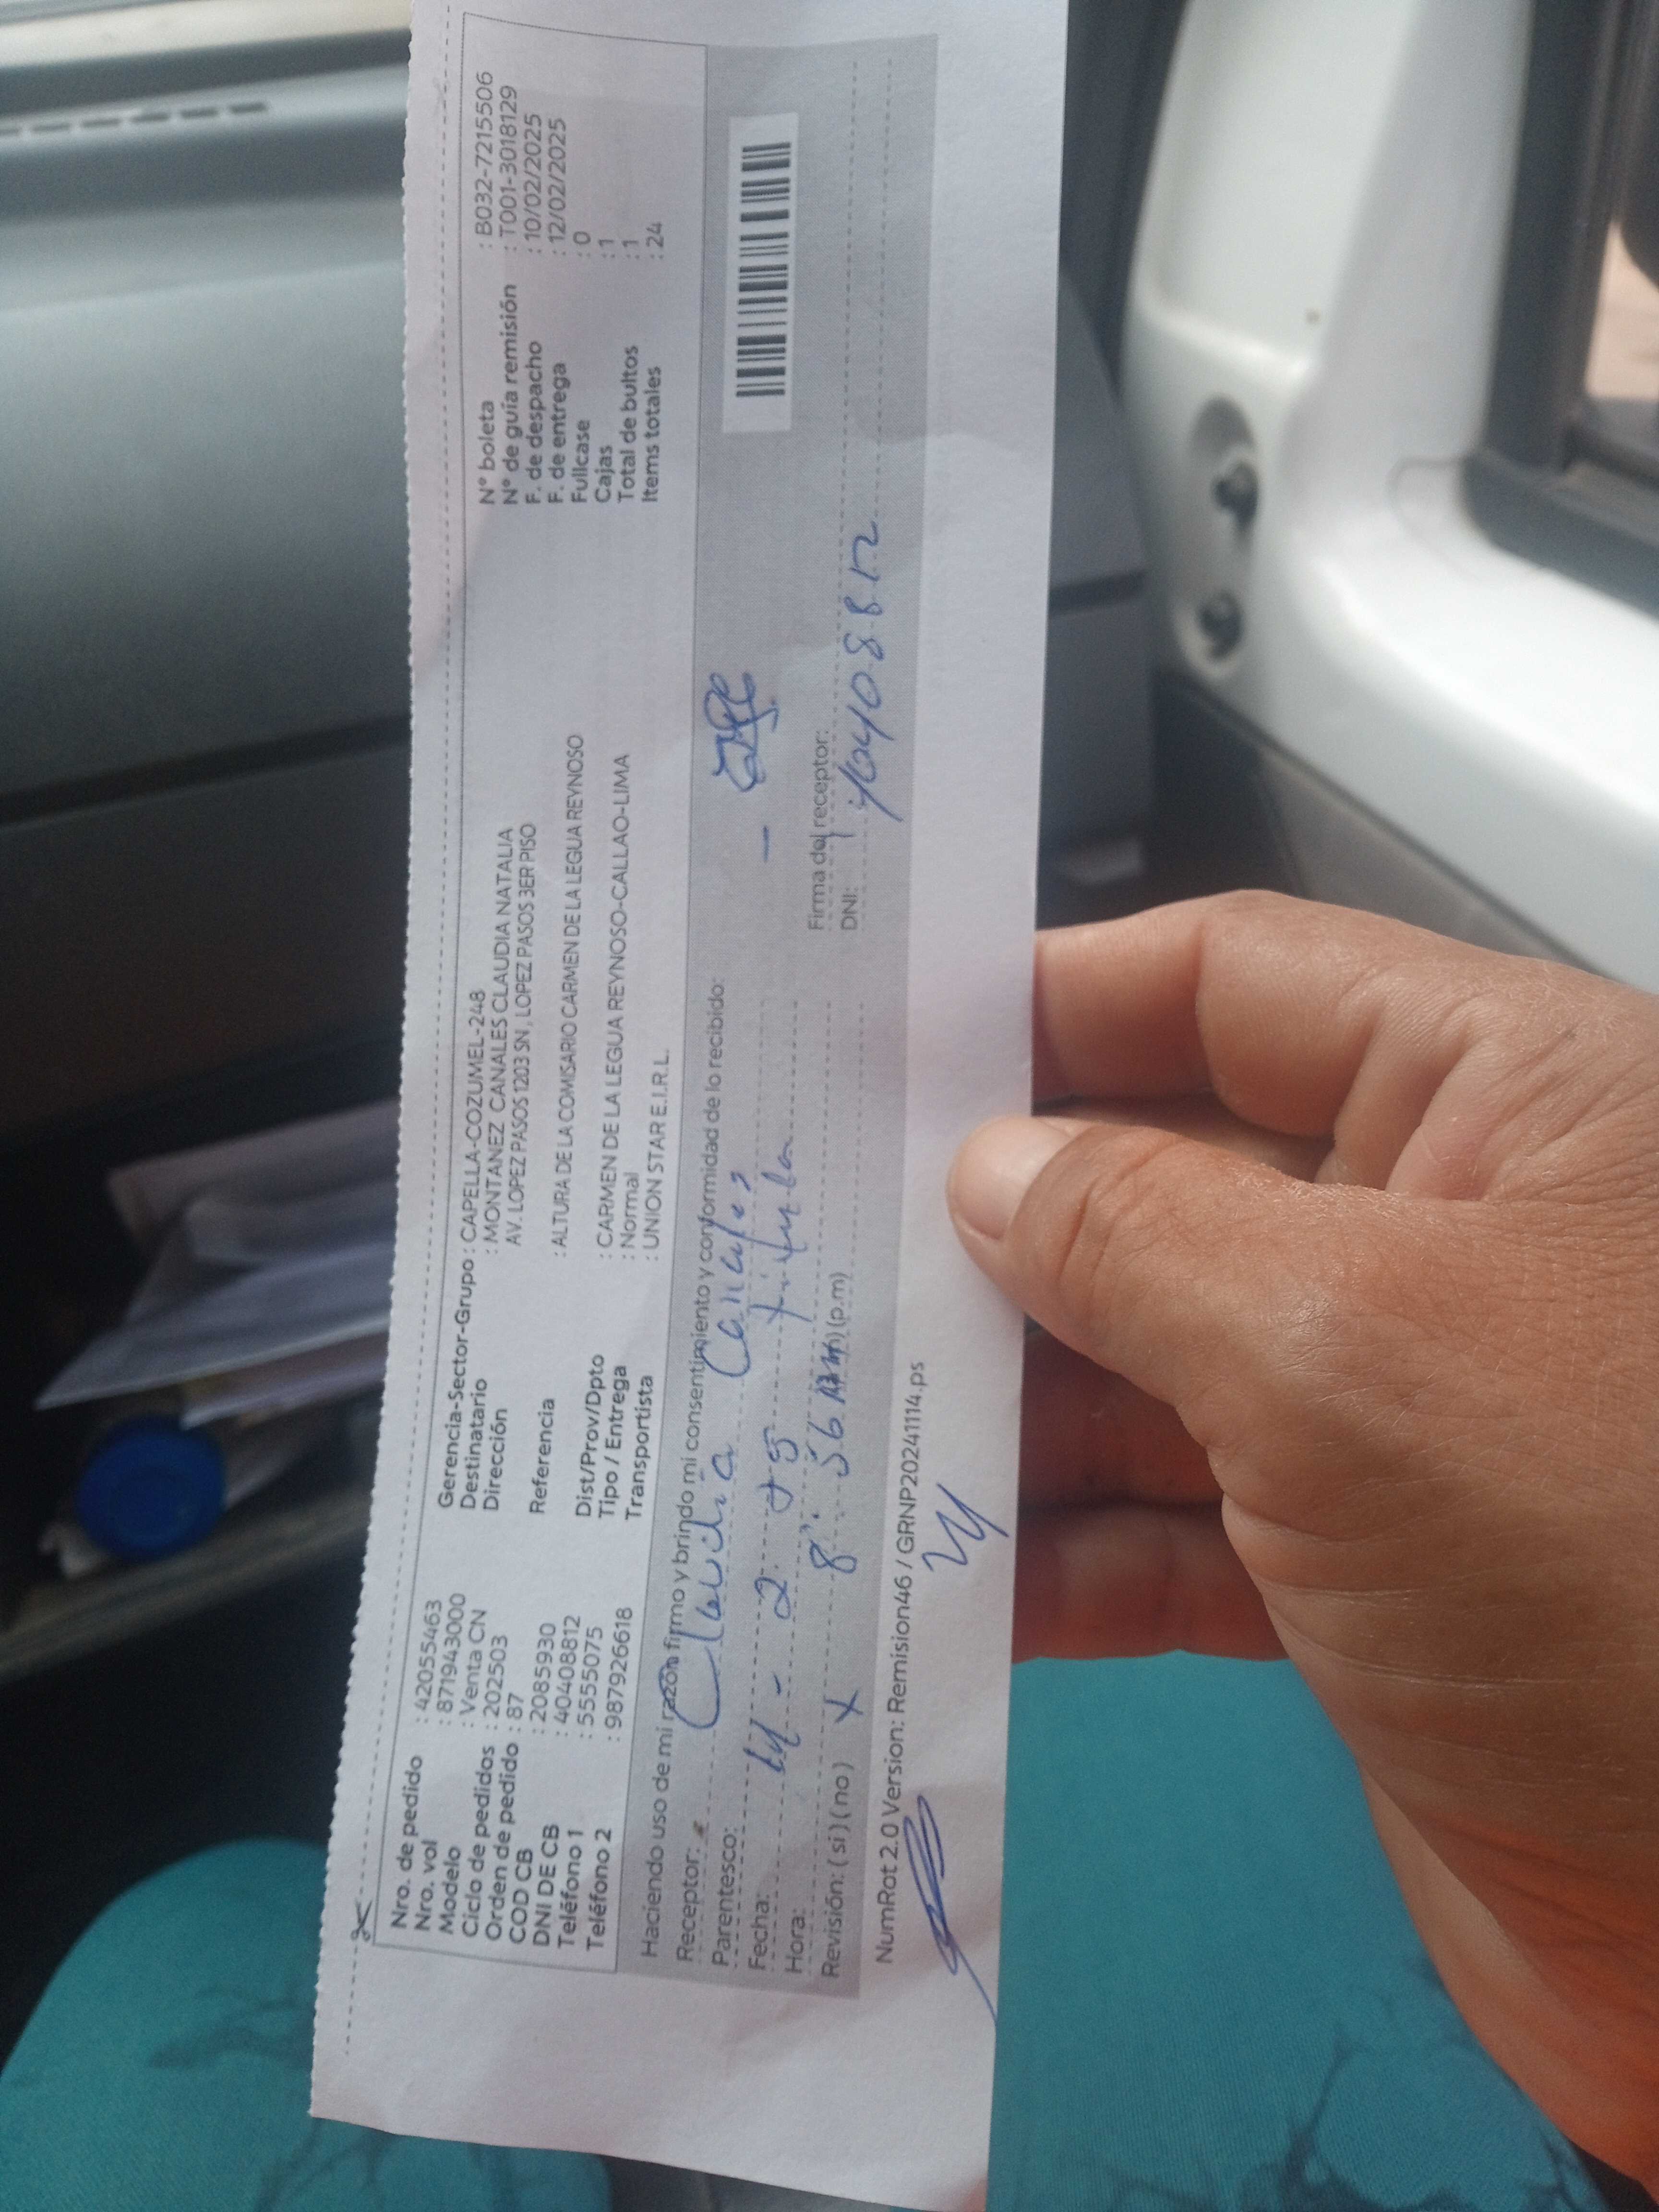 Nro. de pedido : 42055463
Nro. vol : 871943000
Modelo : Venta CN
Ciclo de pedidos : 202503
Orden de pedido : 87
COD CB : 2085930
DNI DE CB : 40408812
Teléfono 1 : 5555075
Teléfono 2 : 987926618
Gerencia-Sector-Grupo : CAPELLA-COZUMEL-248
Destinatario : MONTAÑEZ CANALES CLAUDIA NATALIA
Dirección AV. LOPEZ PASOS 1203 SN, LOPEZ PASOS 3ER PISO
Referencia : ALTURA DE LA COMISARIO CARMEN DE LA LEGUA REYNOSO
Dist/Prov/Dpto : CARMEN DE LA LEGUA REYNOSO-CALLAO-LIMA
Tipo / Entrega : Normal
Transportista : UNION STAR E.I.R.L.
N° boleta : B032-7215506
N° de guía remisión : T001-3018129
F. de despacho : 10/02/2025
F. de entrega : 12/02/2025
Fullcase : 0
Cajas : 1
Total de bultos : 1
Items totales : 24
Haciendo uso de mi razón firmo y brindo mi consentimiento y conformidad de lo recibido:
Receptor: Claudia Canales
Parentesco:
Fecha:
Hora: 8:56 (p.m)
Revisión: (si) (no) X
Firma del receptor:
DNI: 40408812
NumRot 2.0 Version: Remision46 / GRNP20241114.ps